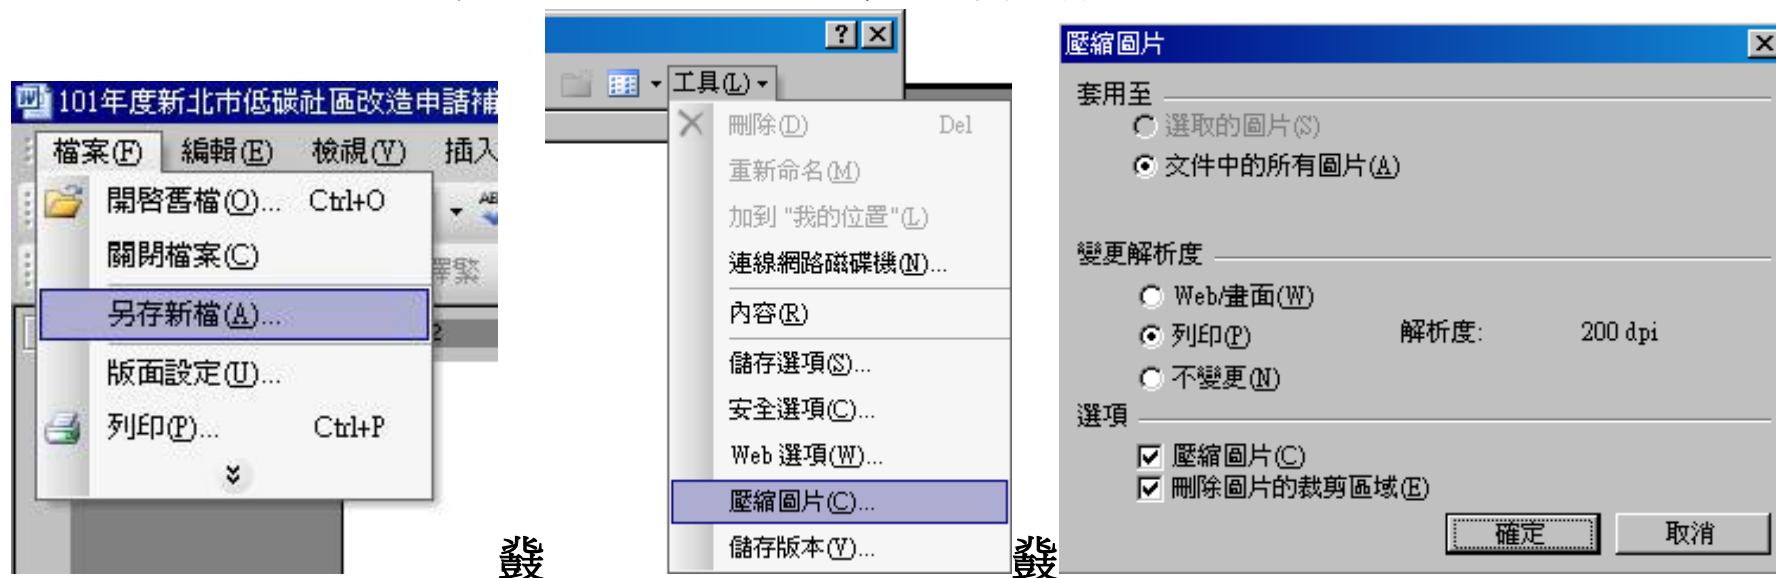 101年度新北市低碳社區改造申請補
檔案(F) 編輯(E) 檢視(V) 插入
開啓舊檔(O)... Ctrl+O
關閉檔案(C)
另存新檔(A)...
版面設定(U)...
列印(P)... Ctrl+P
工具(L)
刪除(D) Del
重新命名(M)
加到 "我的位置"(L)
連線網路磁碟機(N)...
內容(R)
儲存選項(S)...
安全選項(C)...
Web 選項(W)...
壓縮圖片(C)...
儲存版本(V)...
壓縮圖片
套用至
選取的圖片(S)
文件中的所有圖片(A)
變更解析度
Web/畫面(W)
列印(P) 解析度: 200 dpi
不變更(N)
選項
壓縮圖片(C)
刪除圖片的裁剪區域(E)
確定 取消